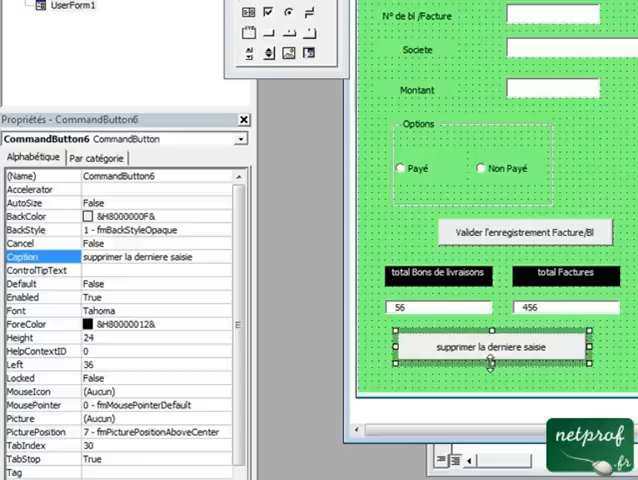 UserForm1
Propriétés - CommandButton6
CommandButton6 CommandButton
Alphabétique Par catégorie
(Name) CommandButton6
Accelerator
AutoSize False
BackColor &H8000000F&
BackStyle 1 - fmBackStyleOpaque
Cancel False
Caption supprimer la derniere saisie
ControlTipText
Default False
Enabled True
Font Tahoma
ForeColor &H80000012&
Height 24
HelpContextID 0
Left 36
Locked False
MouseIcon (Aucun)
MousePointer 0 - fmMousePointerDefault
Picture (Aucun)
PicturePosition 7 - fmPicturePositionAboveCenter
TabIndex 30
TabStop True
Tag
N° de bl /Facture
Societe
Montant
Options
Payé Non Payé
Valider l'enregistrement Facture/Bl
total Bons de livraisons total Factures
56 456
supprimer la derniere saisie
netprof
.fr